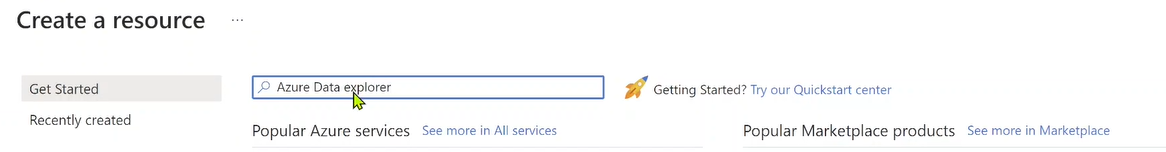 Create a resource ...
Get Started
Azure Data explorer
Getting Started? Try our Quickstart center
Recently created
Popular Azure services See more in All services
Popular Marketplace products See more in Marketplace